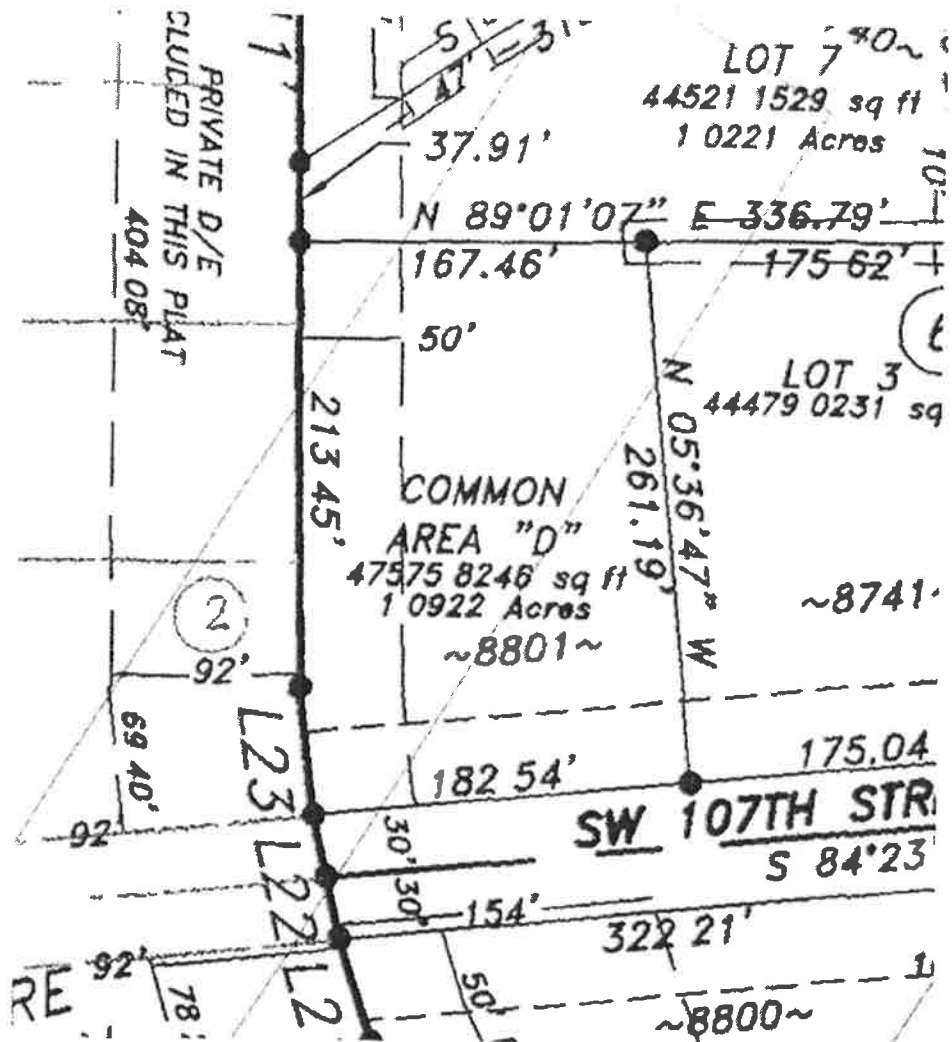 PRIVATE D/E
CLUDED IN THIS PLAT
404 08'
1'
S
47'
37.91'
LOT 7
44521 1529 sq ft
1 0221 Acres
10'
N 89°01'07" E 336.79'
167.46'
175 62'
50'
213 45'
N 05°36'47" W
261.19'
LOT 3
44479 0231 sq
COMMON
AREA "D"
47575 8246 sq ft
1 0922 Acres
~8801~
~8741
2
92'
69 40'
L23
182 54'
175.04
92
SW 107TH STR
S 84°23
30'
30'
L22
154'
322 21'
92'
RE
78
L2
50'
~8800~